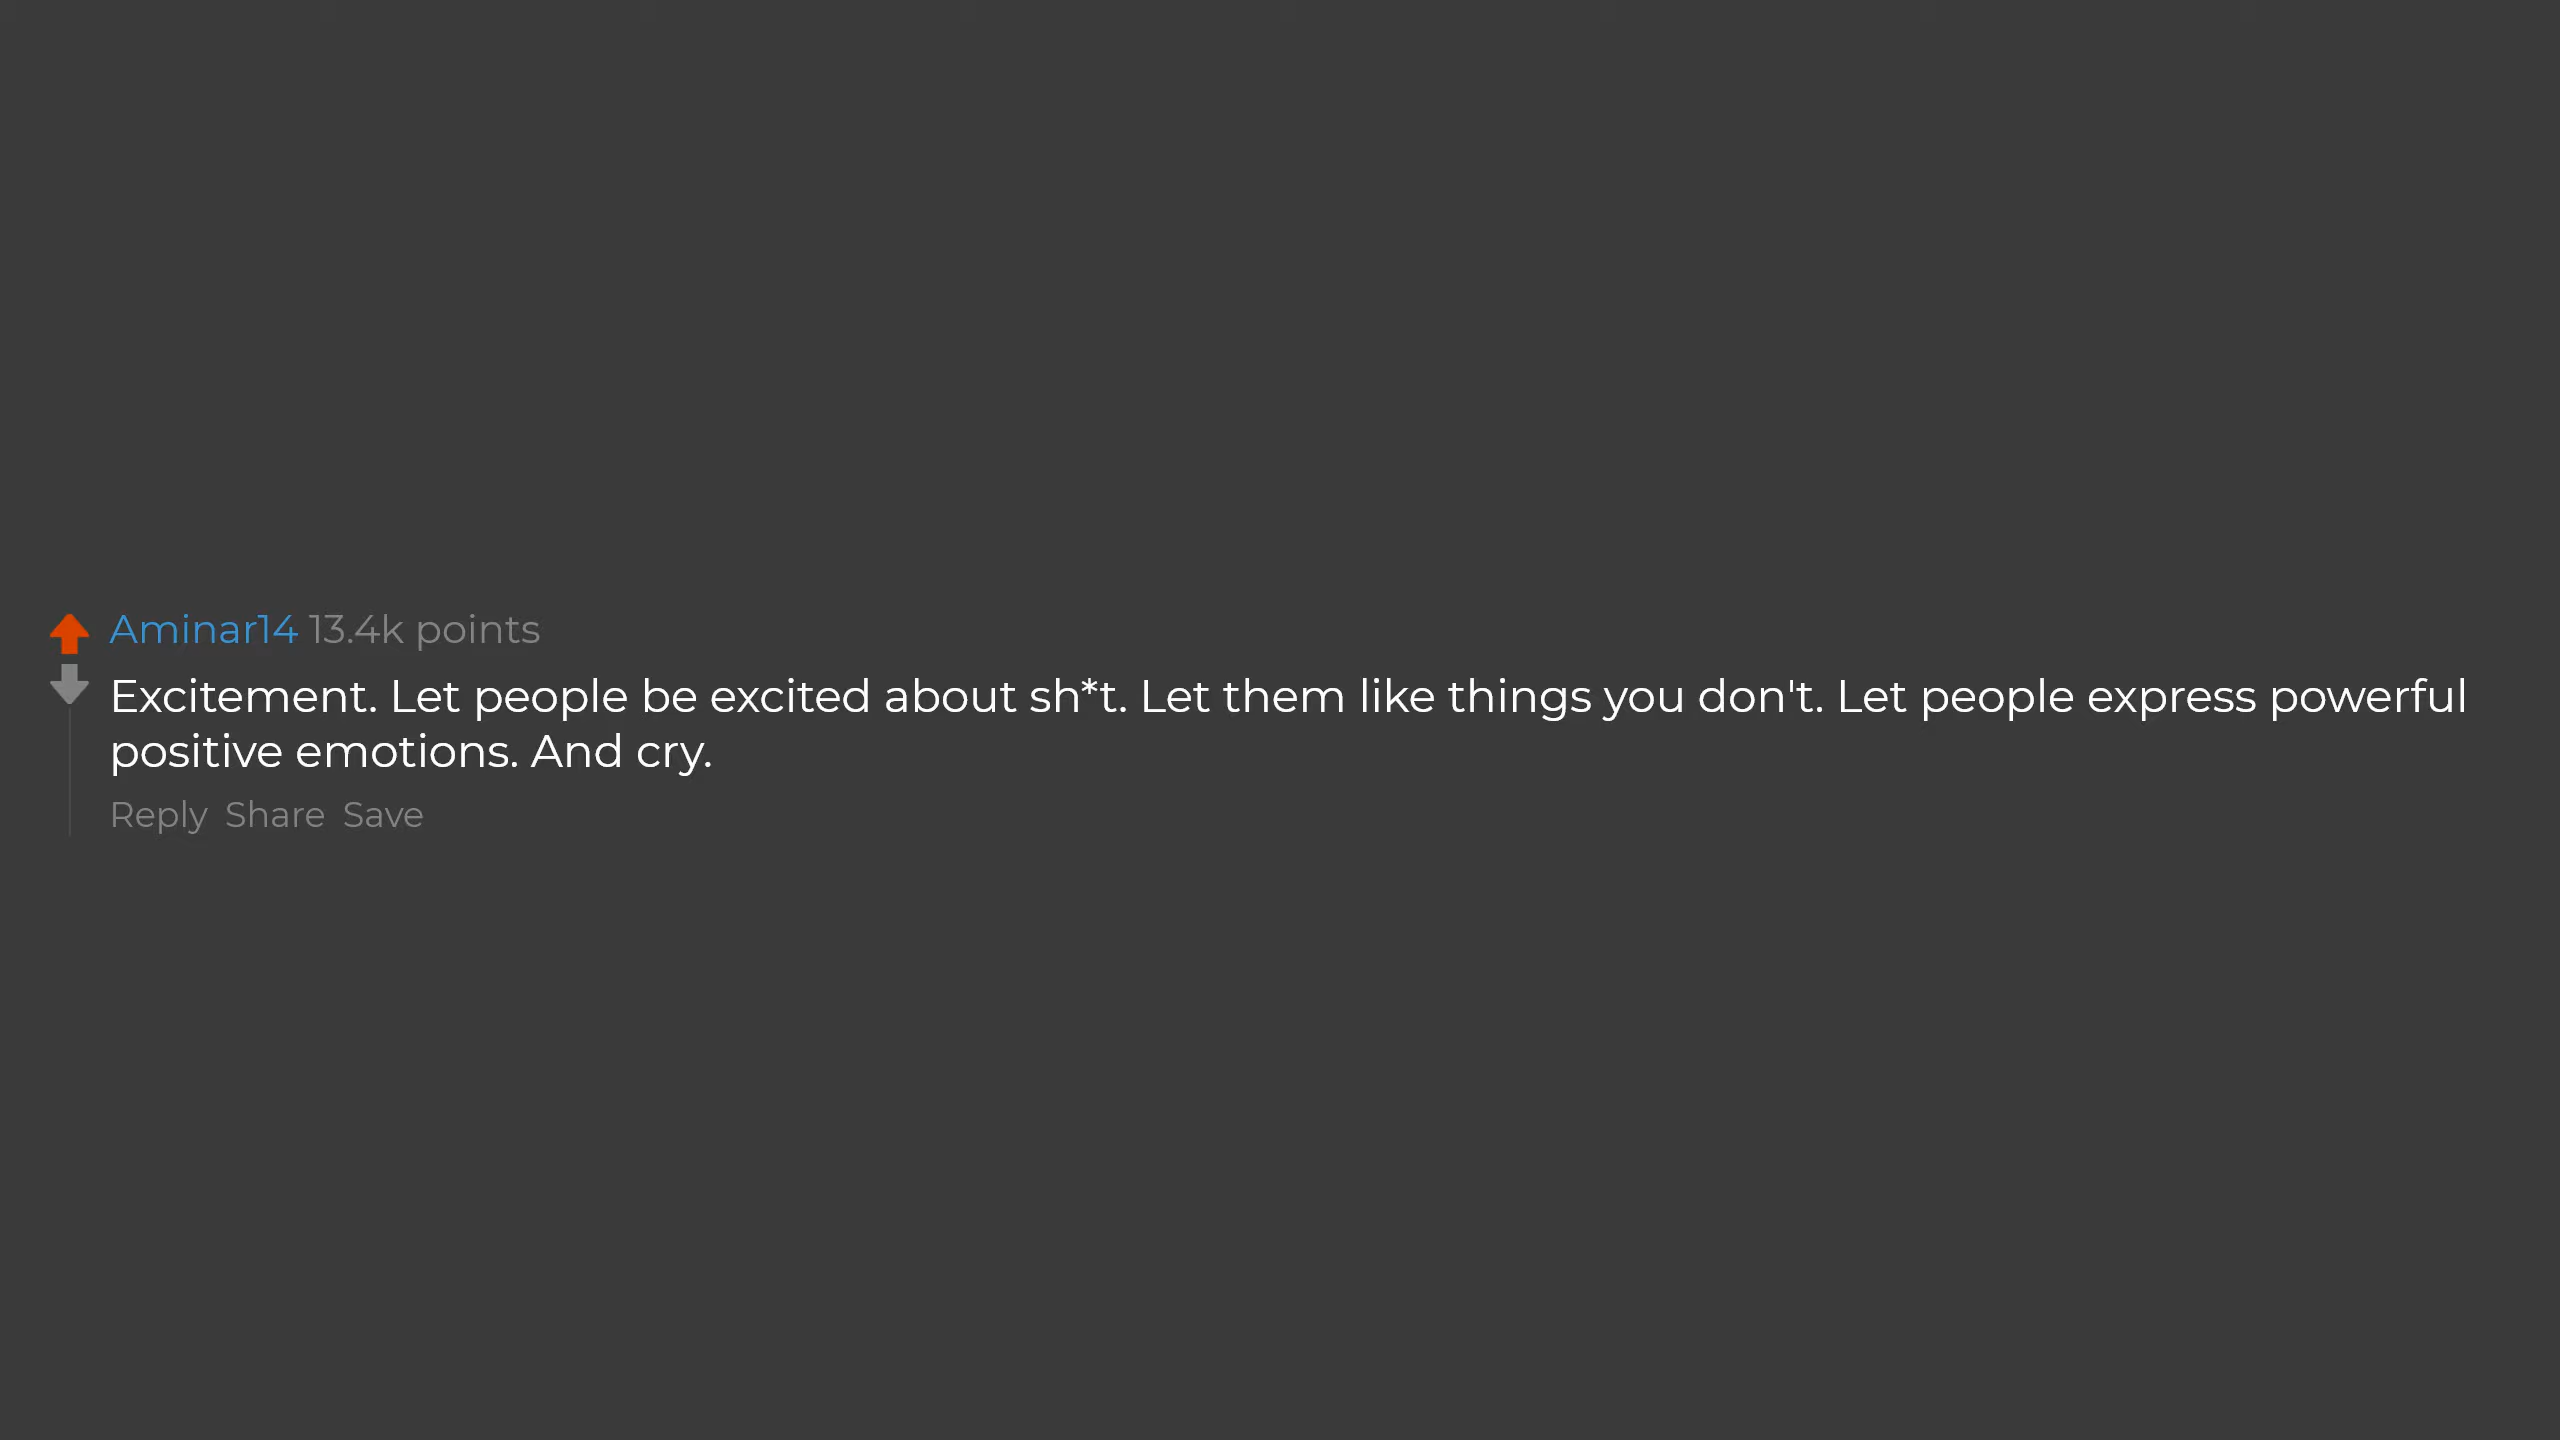 Aminar14 13.4k points
Excitement. Let people be excited about sh*t. Let them like things you don't. Let people express powerful
positive emotions. And cry.
Reply Share Save